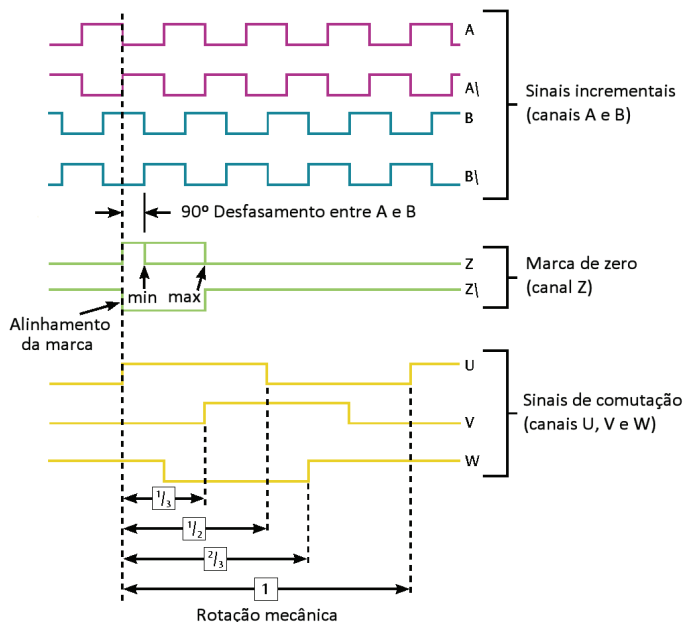 A
A\
B
B\
Sinais incrementais
(canais A e B)
90º Desfasamento entre A e B
Z
Z\
min
max
Marca de zero
(canal Z)
Alinhamento
da marca
U
V
W
Sinais de comutação
(canais U, V e W)
1/3
1/2
2/3
1
Rotação mecânica